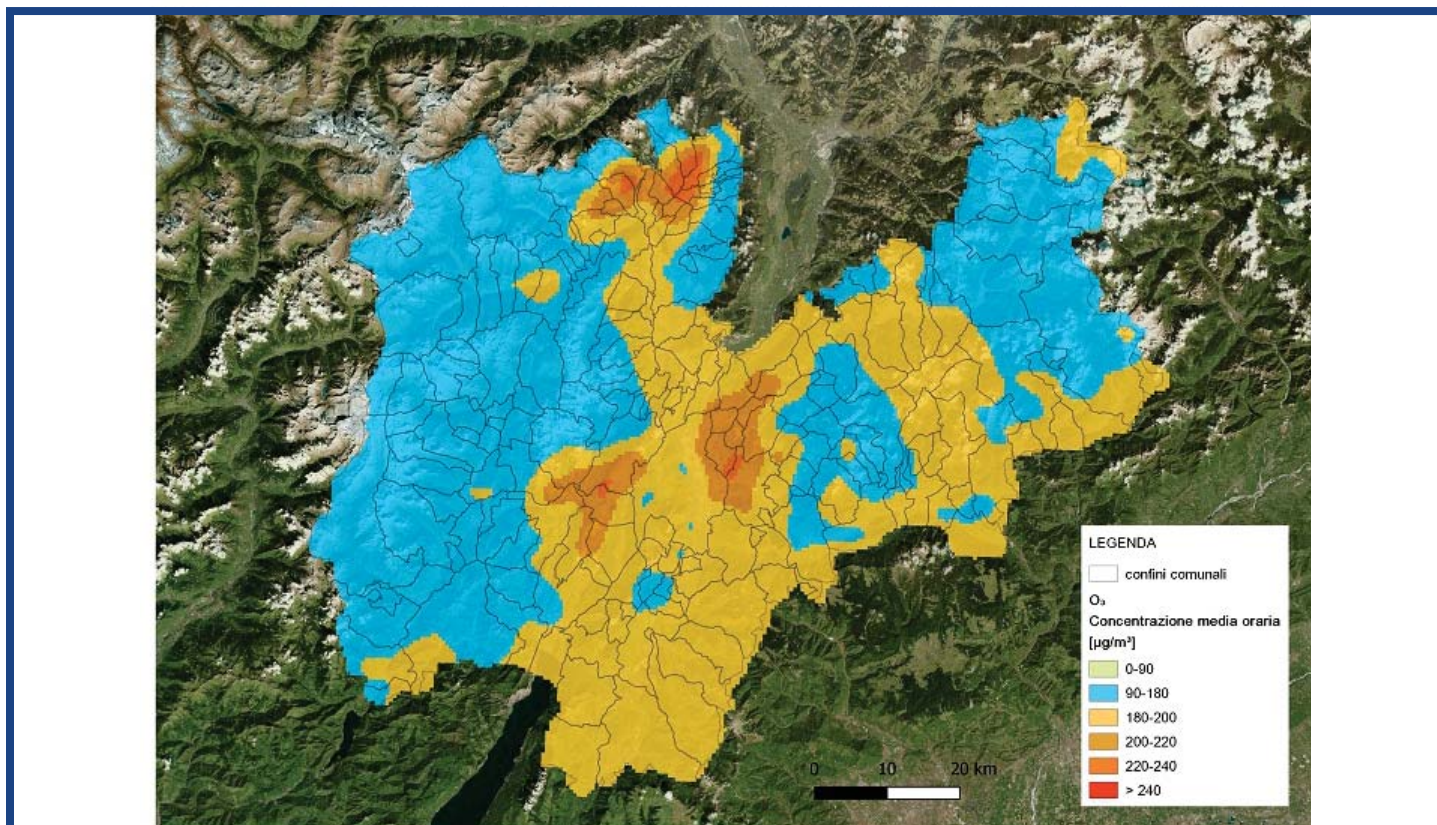 LEGENDA
confini comunali
O₃
Concentrazione media oraria
[µg/m³]
0-90
90-180
180-200
200-220
220-240
> 240
0 10 20 km